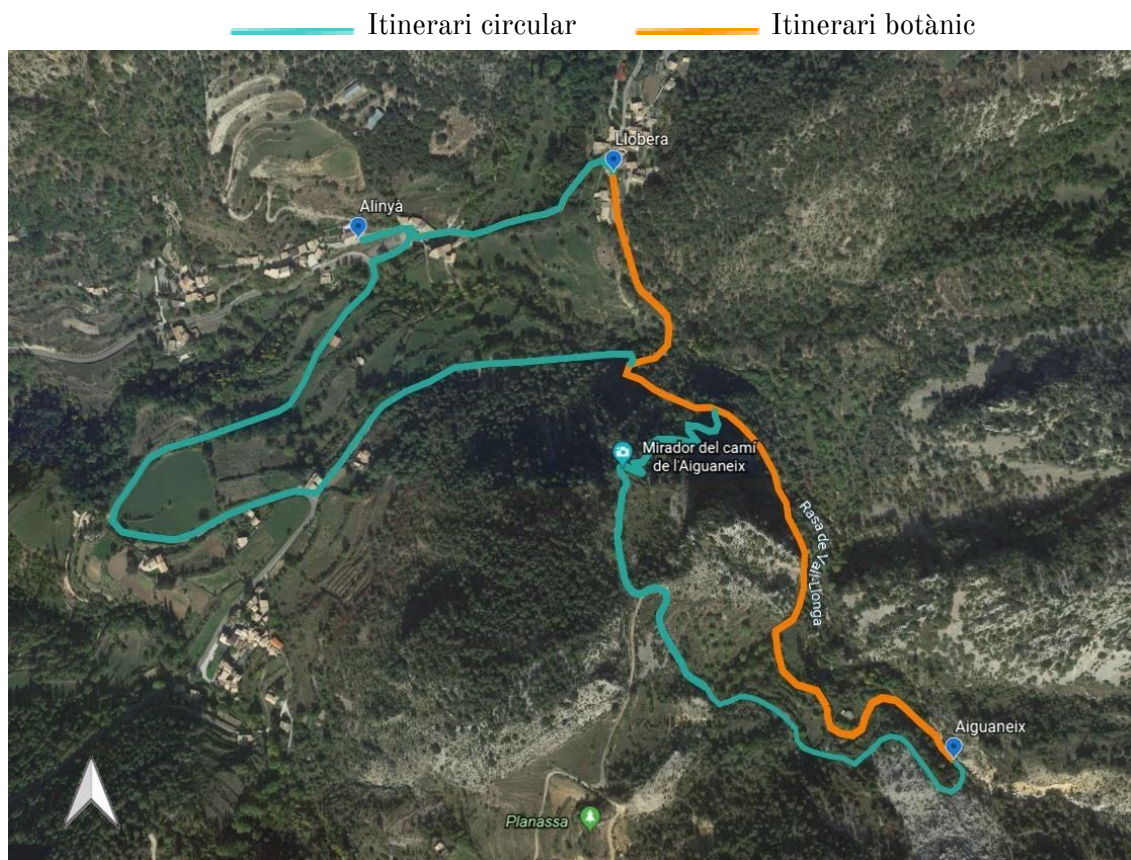 Itinerari circular
Itinerari botànic
Llobera
Alinyà
Mirador del camí
de l'Aiguaneix
Rasa de Vall-Llonga
Aiguaneix
Planassa